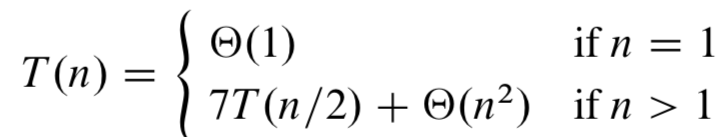 T(n) = { Θ(1) if n = 1
7T(n/2) + Θ(n²) if n > 1